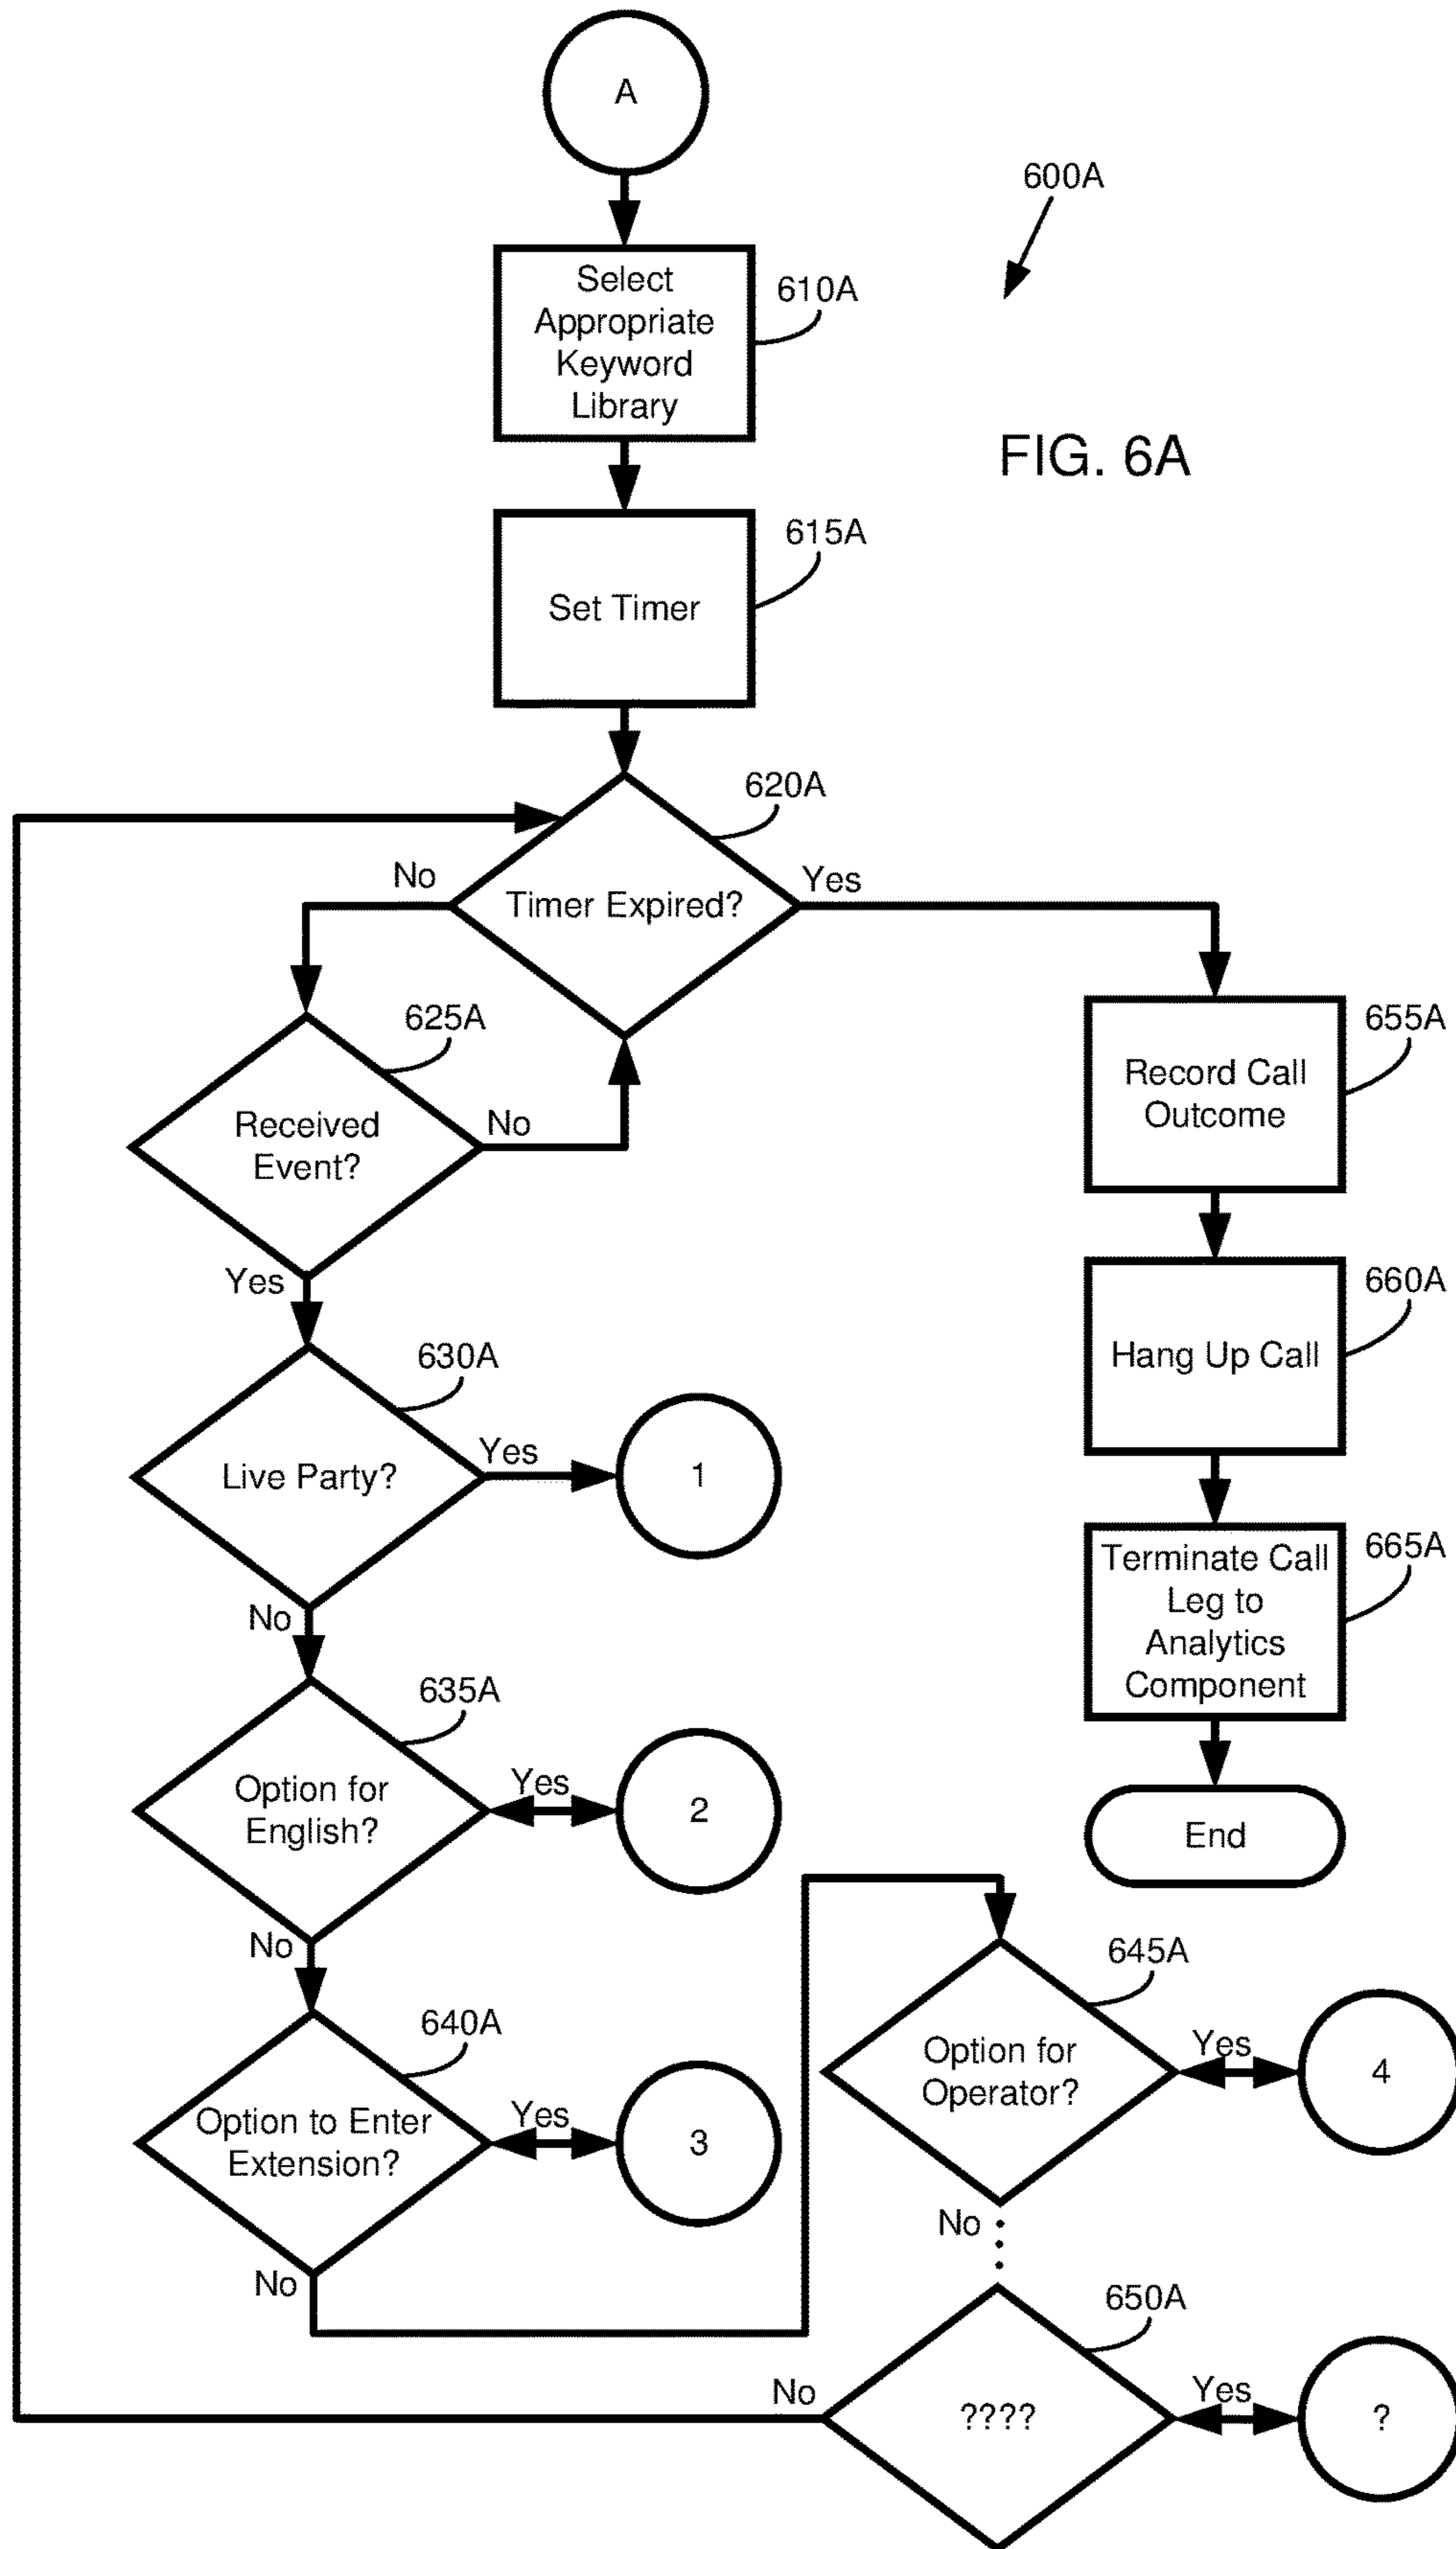 A
600A
Select
Appropriate
Keyword
Library
610A
FIG. 6A
Set Timer
615A
Timer Expired?
620A
No
Yes
Received
Event?
625A
No
Yes
Record Call
Outcome
655A
Hang Up Call
660A
Live Party?
630A
Yes
1
No
Terminate Call
Leg to
Analytics
Component
665A
Option for
English?
635A
Yes
2
No
End
Option to Enter
Extension?
640A
Yes
3
No
Option for
Operator?
645A
Yes
4
No
????
650A
Yes
?
No